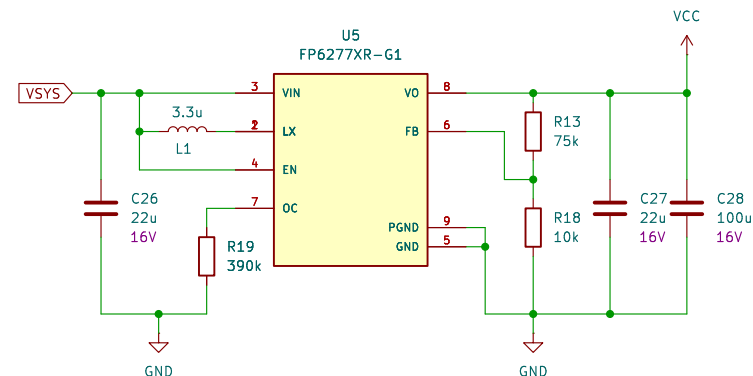 VCC
U5
FP6277XR-G1
VSYS
3
VIN
VO
8
3.3u
L1
LX
FB
6
R13
75k
4
EN
7
OC
C26
22u
16V
R19
390k
PGND
9
GND
5
R18
10k
C27
22u
16V
C28
100u
16V
GND
GND